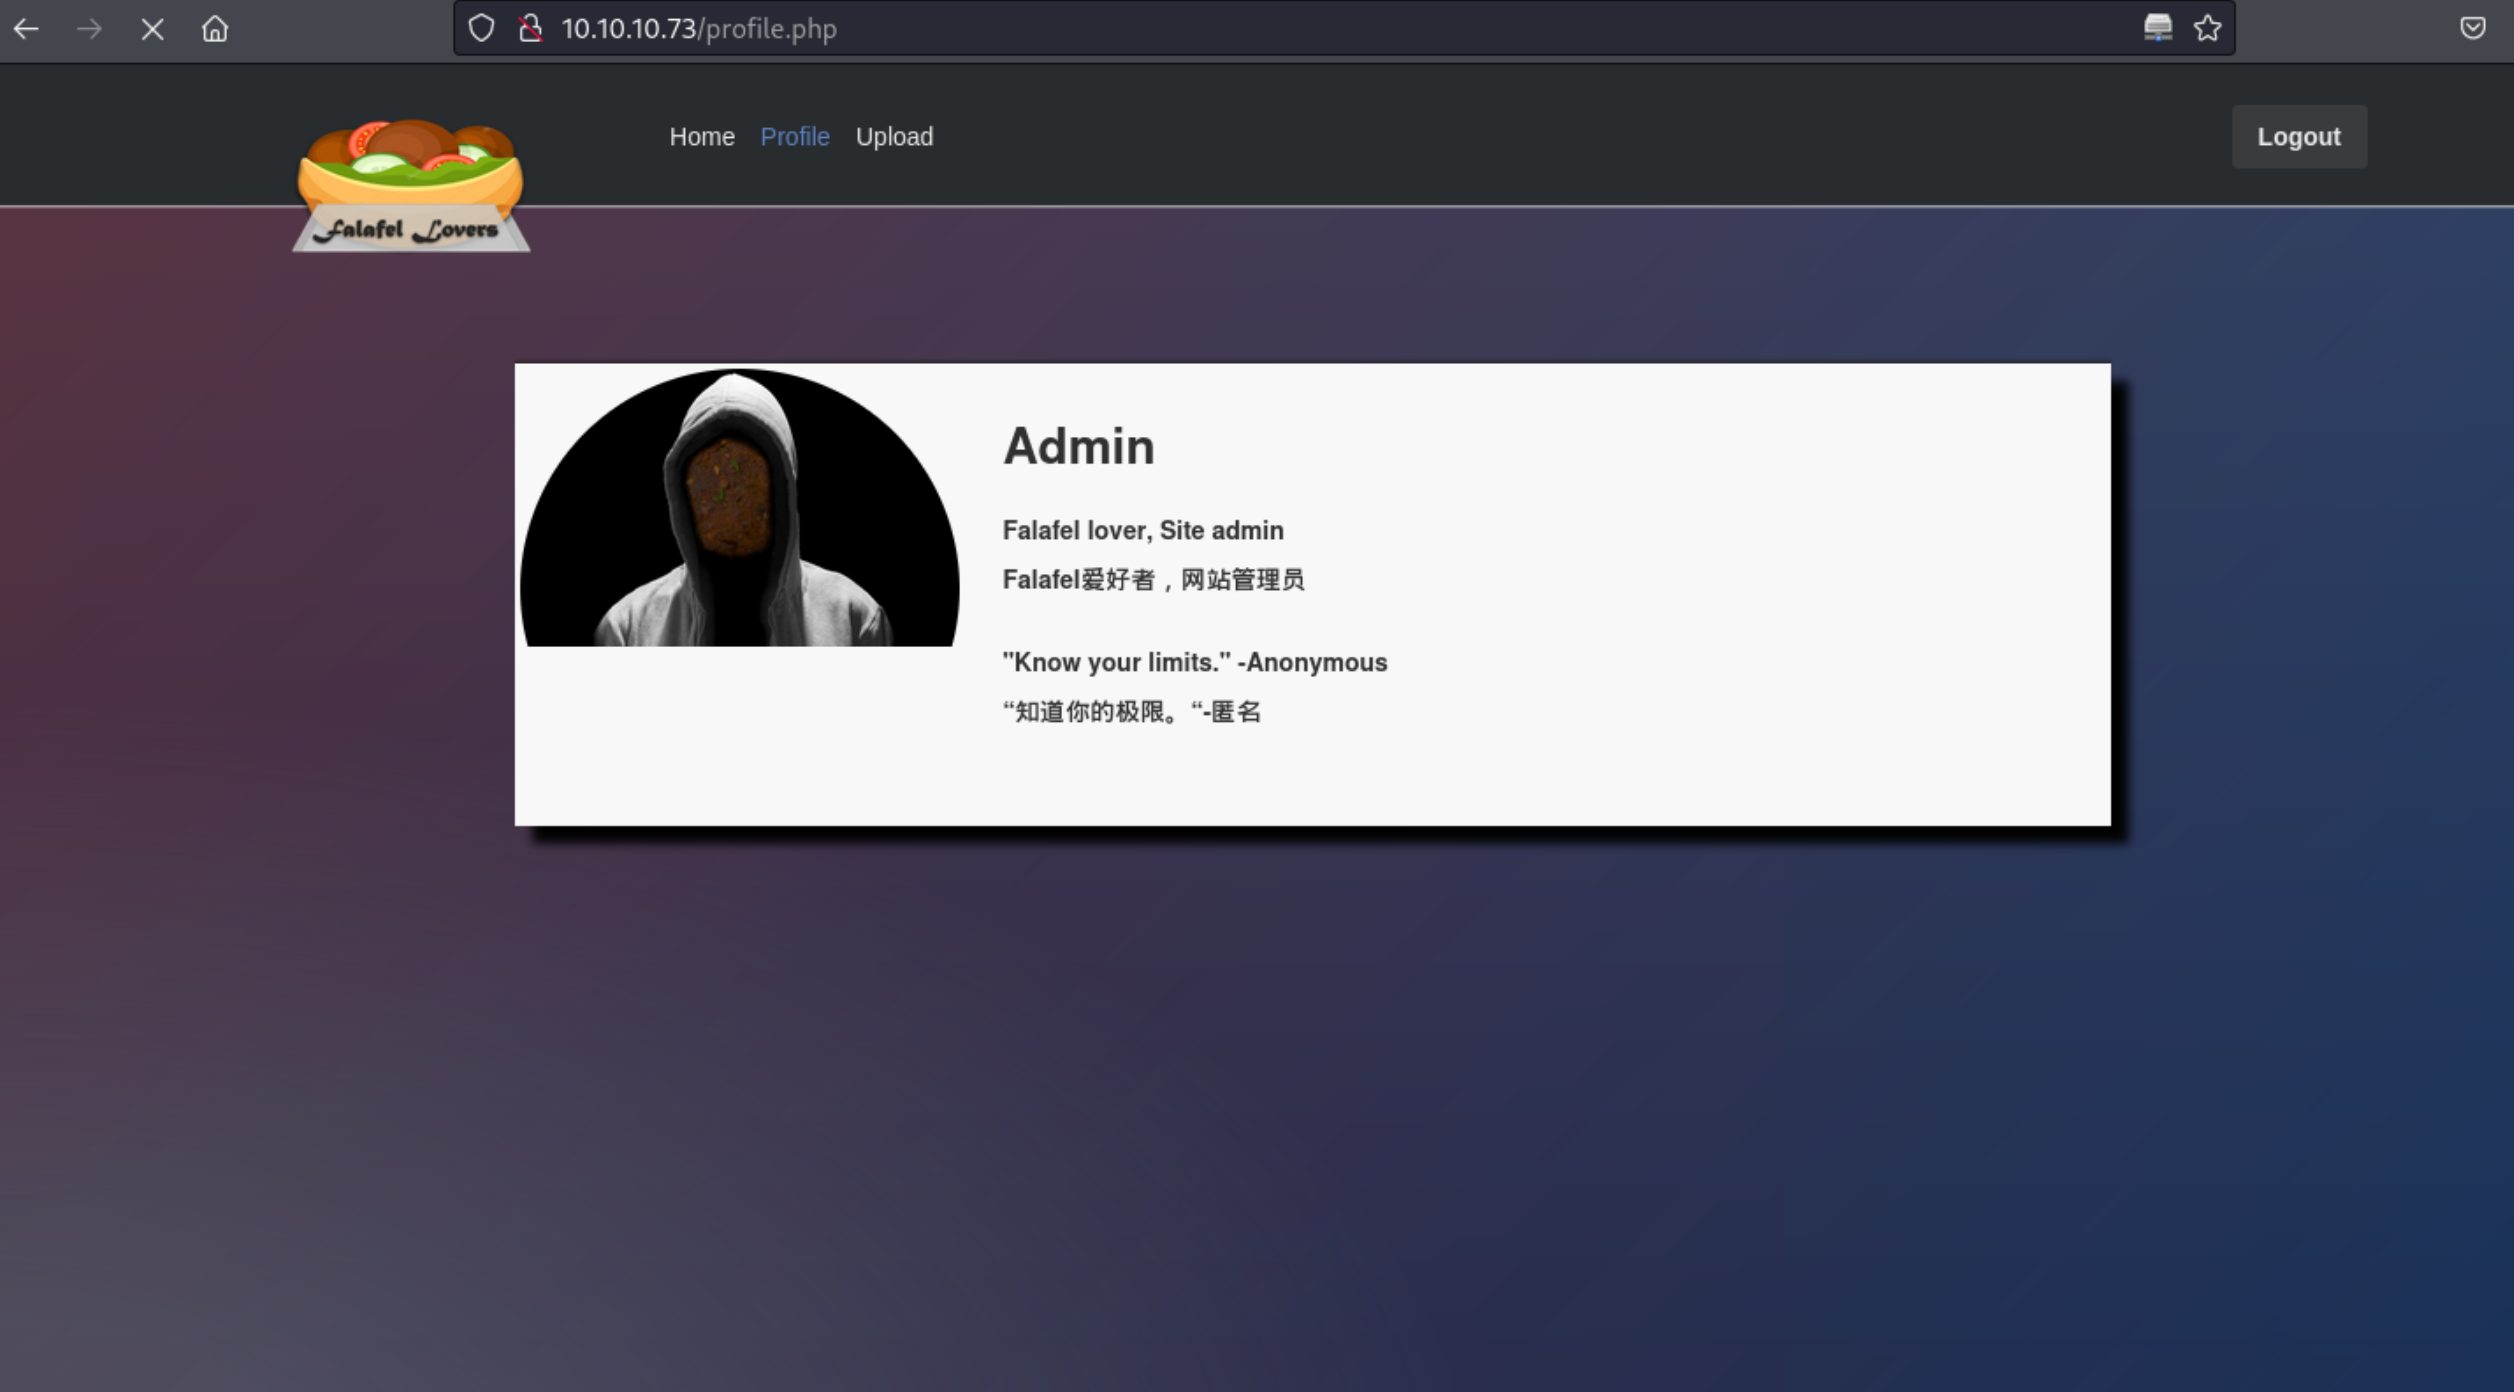 10.10.10.73/profile.php
Home Profile Upload
Logout
Falafel Lovers
Admin
Falafel lover, Site admin
Falafel爱好者，网站管理员
"Know your limits." -Anonymous
“知道你的极限。“-匿名